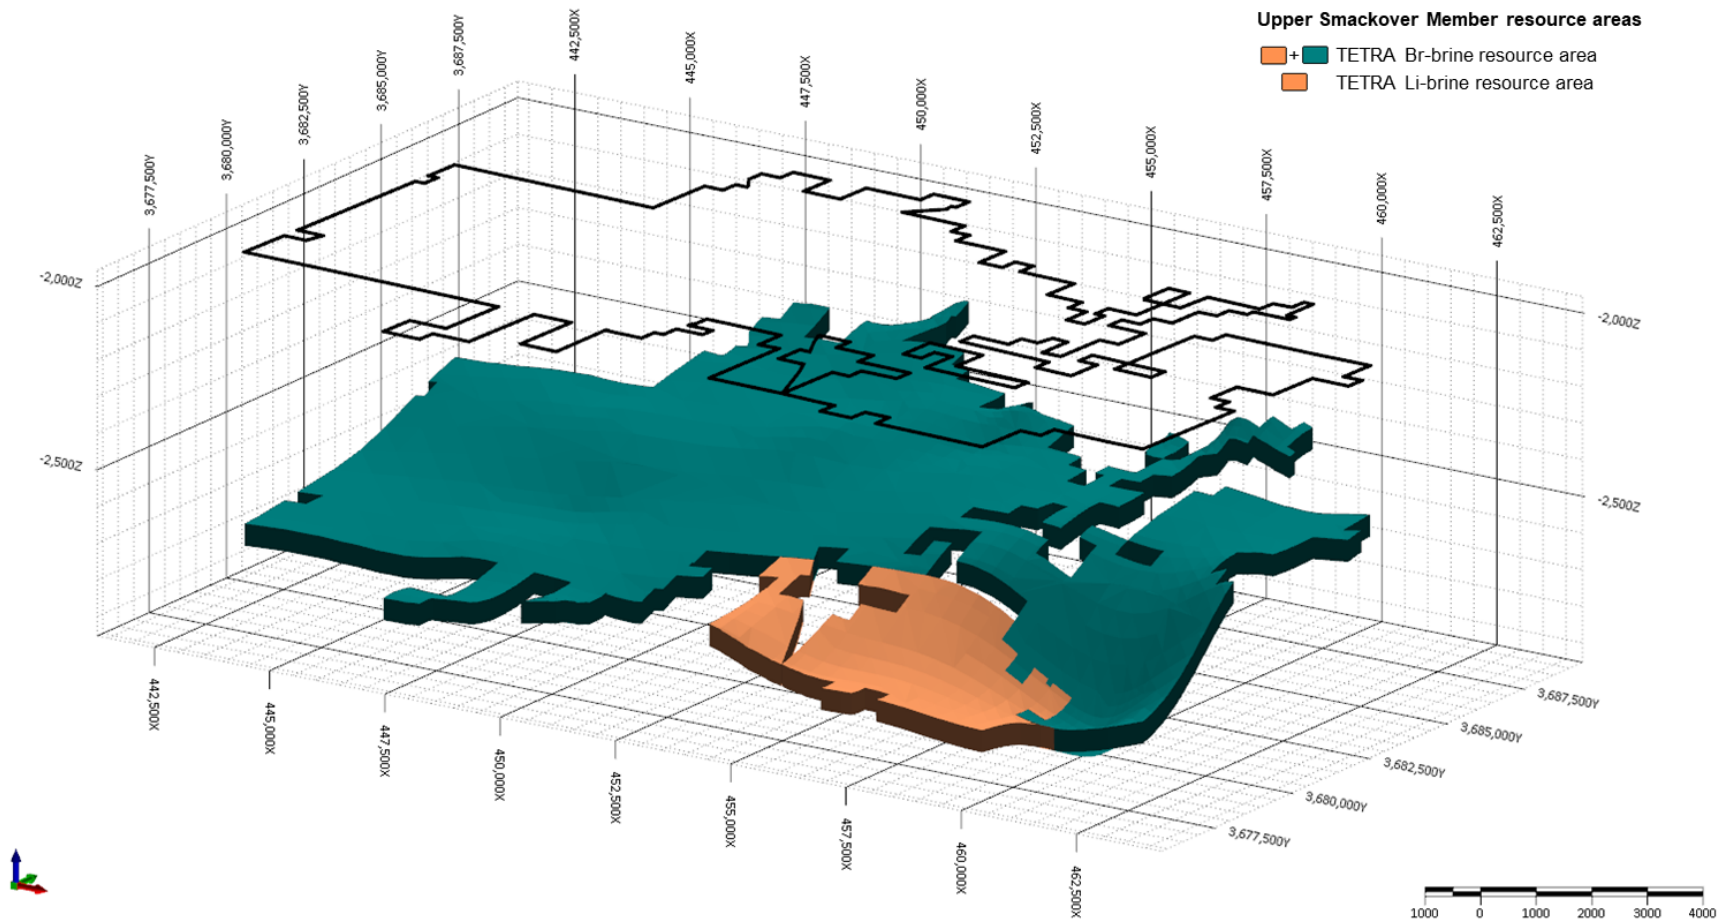 Upper Smackover Member resource areas
+ TETRA Br-brine resource area
TETRA Li-brine resource area
3,677,500Y
3,680,000Y
3,682,500Y
3,685,000Y
3,687,500Y
442,500X
445,000X
447,500X
450,000X
452,500X
455,000X
457,500X
460,000X
462,500X
-2,000Z
-2,500Z
-2,000Z
-2,500Z
442,500X
445,000X
447,500X
450,000X
452,500X
455,000X
457,500X
460,000X
462,500X
3,687,500Y
3,685,000Y
3,682,500Y
3,680,000Y
3,677,500Y
1000 0 1000 2000 3000 4000